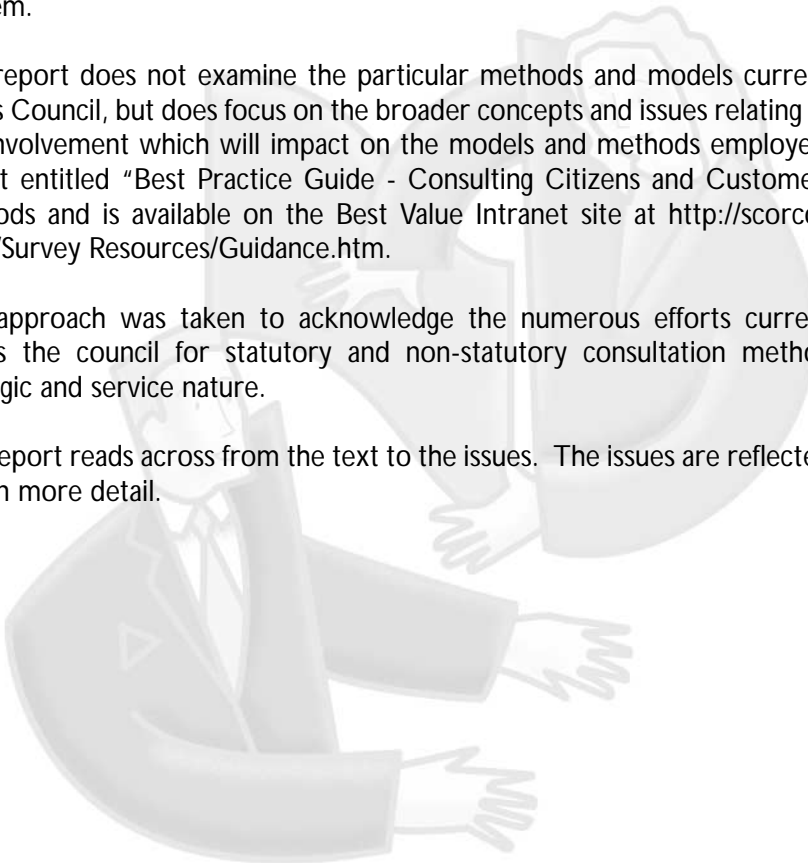 em.
report does not examine the particular methods and models curre
s Council, but does focus on the broader concepts and issues relating
nvolvement which will impact on the models and methods employe
t entitled “Best Practice Guide - Consulting Citizens and Custome
ods and is available on the Best Value Intranet site at http://scorc
/Survey Resources/Guidance.htm.
approach was taken to acknowledge the numerous efforts curre
s the council for statutory and non-statutory consultation metho
gic and service nature.
eport reads across from the text to the issues. The issues are reflecte
n more detail.